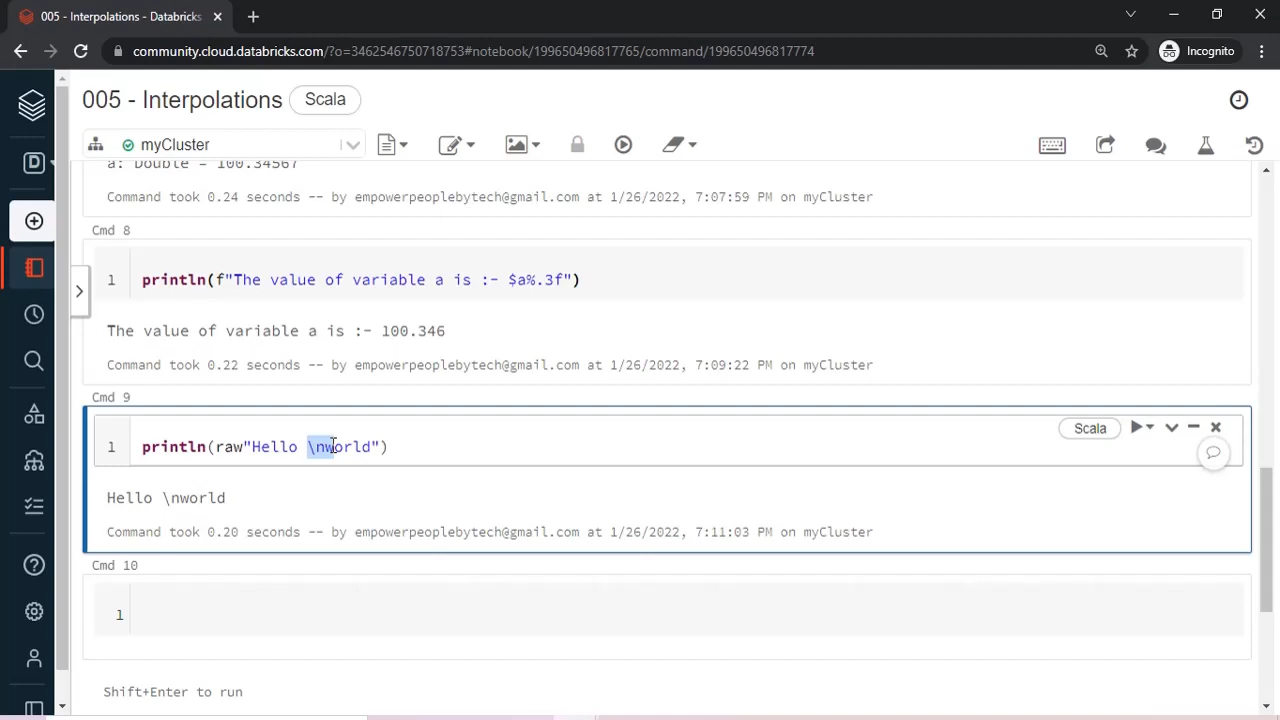 005 - Interpolations - Databricks
community.cloud.databricks.com/?o=3462546750718753#notebook/199650496817765/command/199650496817774
Incognito
005 - Interpolations Scala
myCluster
D
a: Double = 100.34567
Command took 0.24 seconds -- by empowerpeoplebytech@gmail.com at 1/26/2022, 7:07:59 PM on myCluster
Cmd 8
1 println(f"The value of variable a is :- $a%.3f")
The value of variable a is :- 100.346
Command took 0.22 seconds -- by empowerpeoplebytech@gmail.com at 1/26/2022, 7:09:22 PM on myCluster
Cmd 9
Scala
1 println(raw"Hello \nworld")
Hello \nworld
Command took 0.20 seconds -- by empowerpeoplebytech@gmail.com at 1/26/2022, 7:11:03 PM on myCluster
Cmd 10
1
Shift+Enter to run